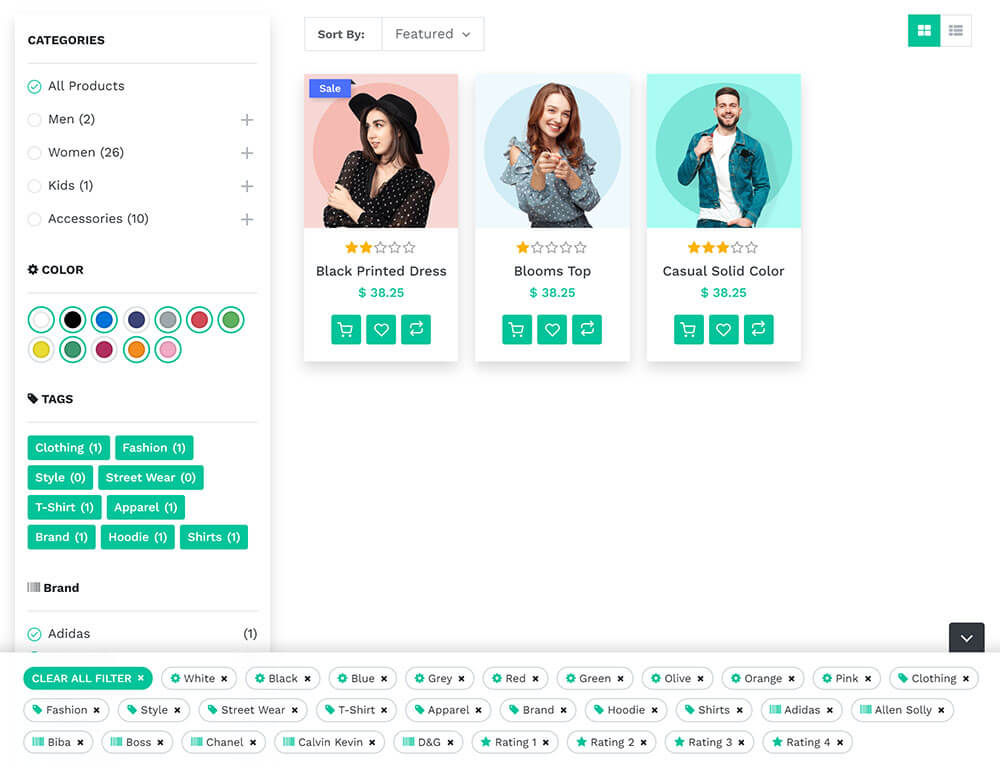 CATEGORIES
All Products
Men (2)
Women (26)
Kids (1)
Accessories (10)
COLOR
TAGS
Clothing (1) Fashion (1)
Style (0) Street Wear (0)
T-Shirt (1) Apparel (1)
Brand (1) Hoodie (1) Shirts (1)
Brand
Adidas (1)
Sort By: Featured
Sale
Black Printed Dress
$ 38.25
Blooms Top
$ 38.25
Casual Solid Color
$ 38.25
CLEAR ALL FILTER × White × Black × Blue × Grey × Red × Green × Olive × Orange × Pink × Clothing ×
Fashion × Style × Street Wear × T-Shirt × Apparel × Brand × Hoodie × Shirts × Adidas × Allen Solly ×
Biba × Boss × Chanel × Calvin Kevin × D&G × Rating 1 × Rating 2 × Rating 3 × Rating 4 ×